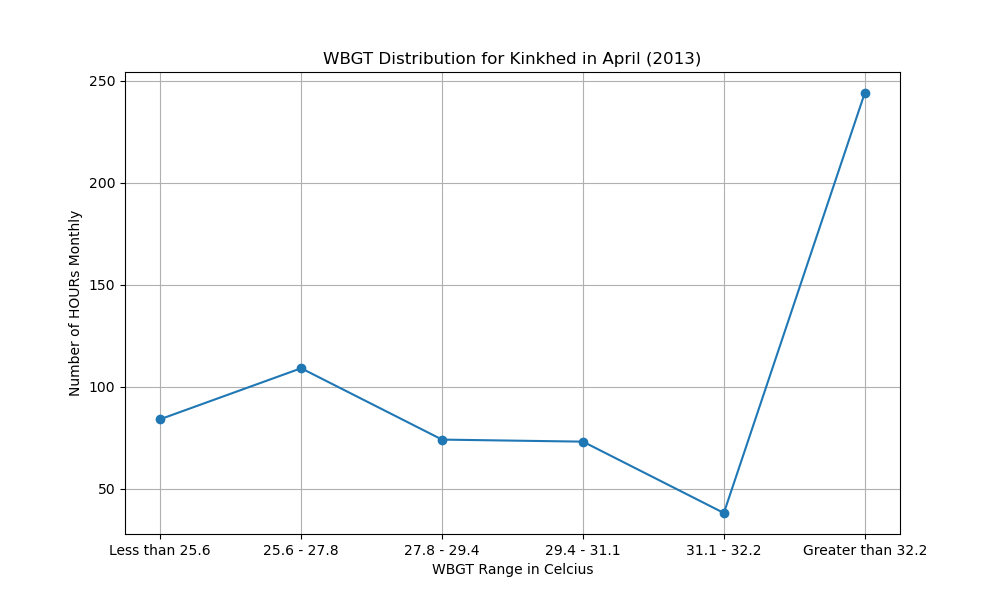 WBGT Distribution for Kinkhed in April (2013)
250
200
150
100
50
Number of HOURs Monthly
Less than 25.6
25.6 - 27.8
27.8 - 29.4
29.4 - 31.1
31.1 - 32.2
Greater than 32.2
WBGT Range in Celcius